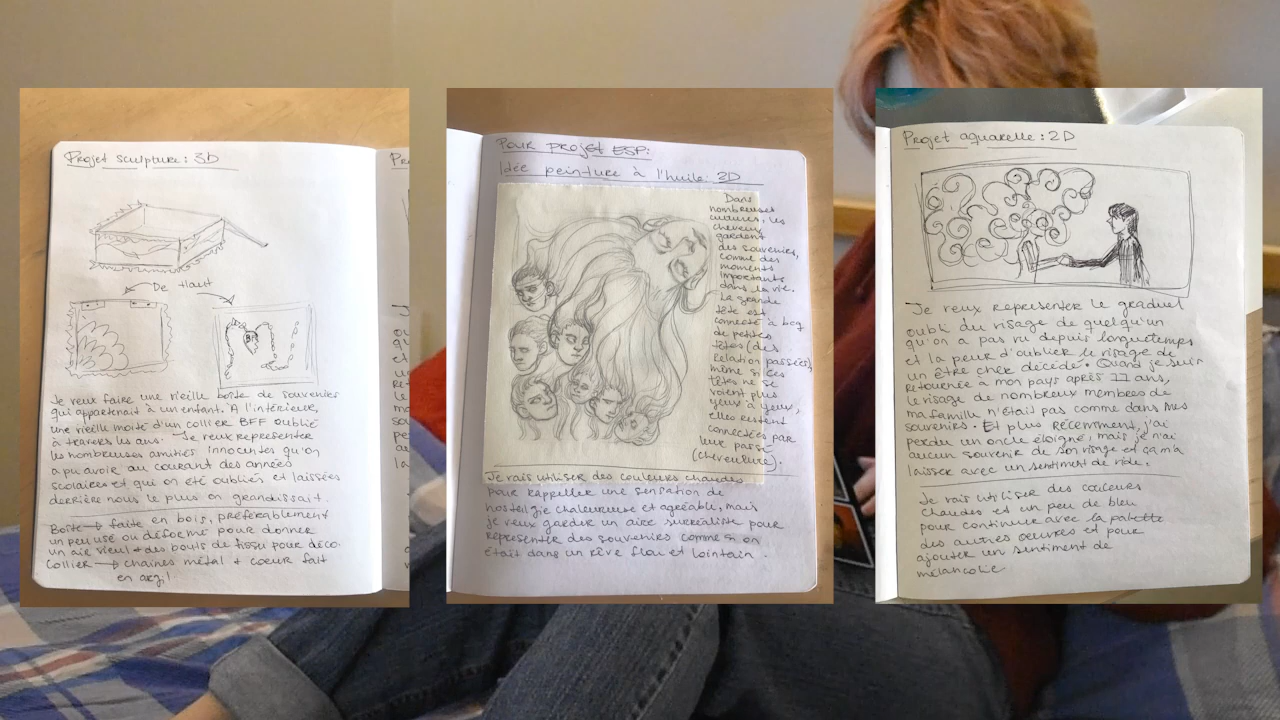 Projet sculpture: 3D
De Haut
BFF
Je veux faire une vieille boîte de souvenirs
qui appartenait à un enfant. À l'intérieur,
une vieille moitié d'un collier BFF oublié
à travers les ans. Je veux représenter
les nombreuses amitiés innocentes qu'on
a pu avoir au courant des années
scolaires et qui on été oubliés et laissées
derrière nous le plus on grandissait.
Boîte → faite en bois, préférablement
un peu usé ou déformé pour donner
un air vieux + des bouts de tissu pour déco.
Collier → chaînes métal + coeur fait
en argil
Pour projet ESP:
Idée peinture à l'huile: 2D
Dans
nombreuses
cultures, les
cheveux
gardent
des souvenirs,
comme des
moments
importants
dans la vie.
La grande
tête est
connecté à bcq
de petites
têtes (des
relation passées)
même si ces
têtes ne se
voient plus
yeux à yeux,
elles restent
connectées par
leur passé
(chevelure).
Je vais utiliser des couleurs chaudes
pour rappeller une sensation de
nostalgie chaleureuse et agréable, mais
je veux garder un aire surréaliste pour
représenter des souvenirs comme si on
était dans un rêve flou et lointain.
Projet aquarelle: 2D
Je veux représenter le graduel
oubli du visage de quelqu'un
qu'on a pas vu depuis longuetemps
et la peur d'oublier le visage de
un être cher décédé. Quand je suis
retournée à mon pays après 11 ans,
le visage de nombreux membres de
ma famille n'était pas comme dans mes
souvenirs. Et plus récemment, j'ai
perdu un oncle éloigné, mais je n'ai
aucun souvenir de son visage et ça m'a
laissée avec un sentiment de vide.
Je vais utiliser des couleurs
chaudes et un peu de bleu
pour continuer avec la palette
des autres oeuvres et pour
ajouter un sentiment de
mélancolie